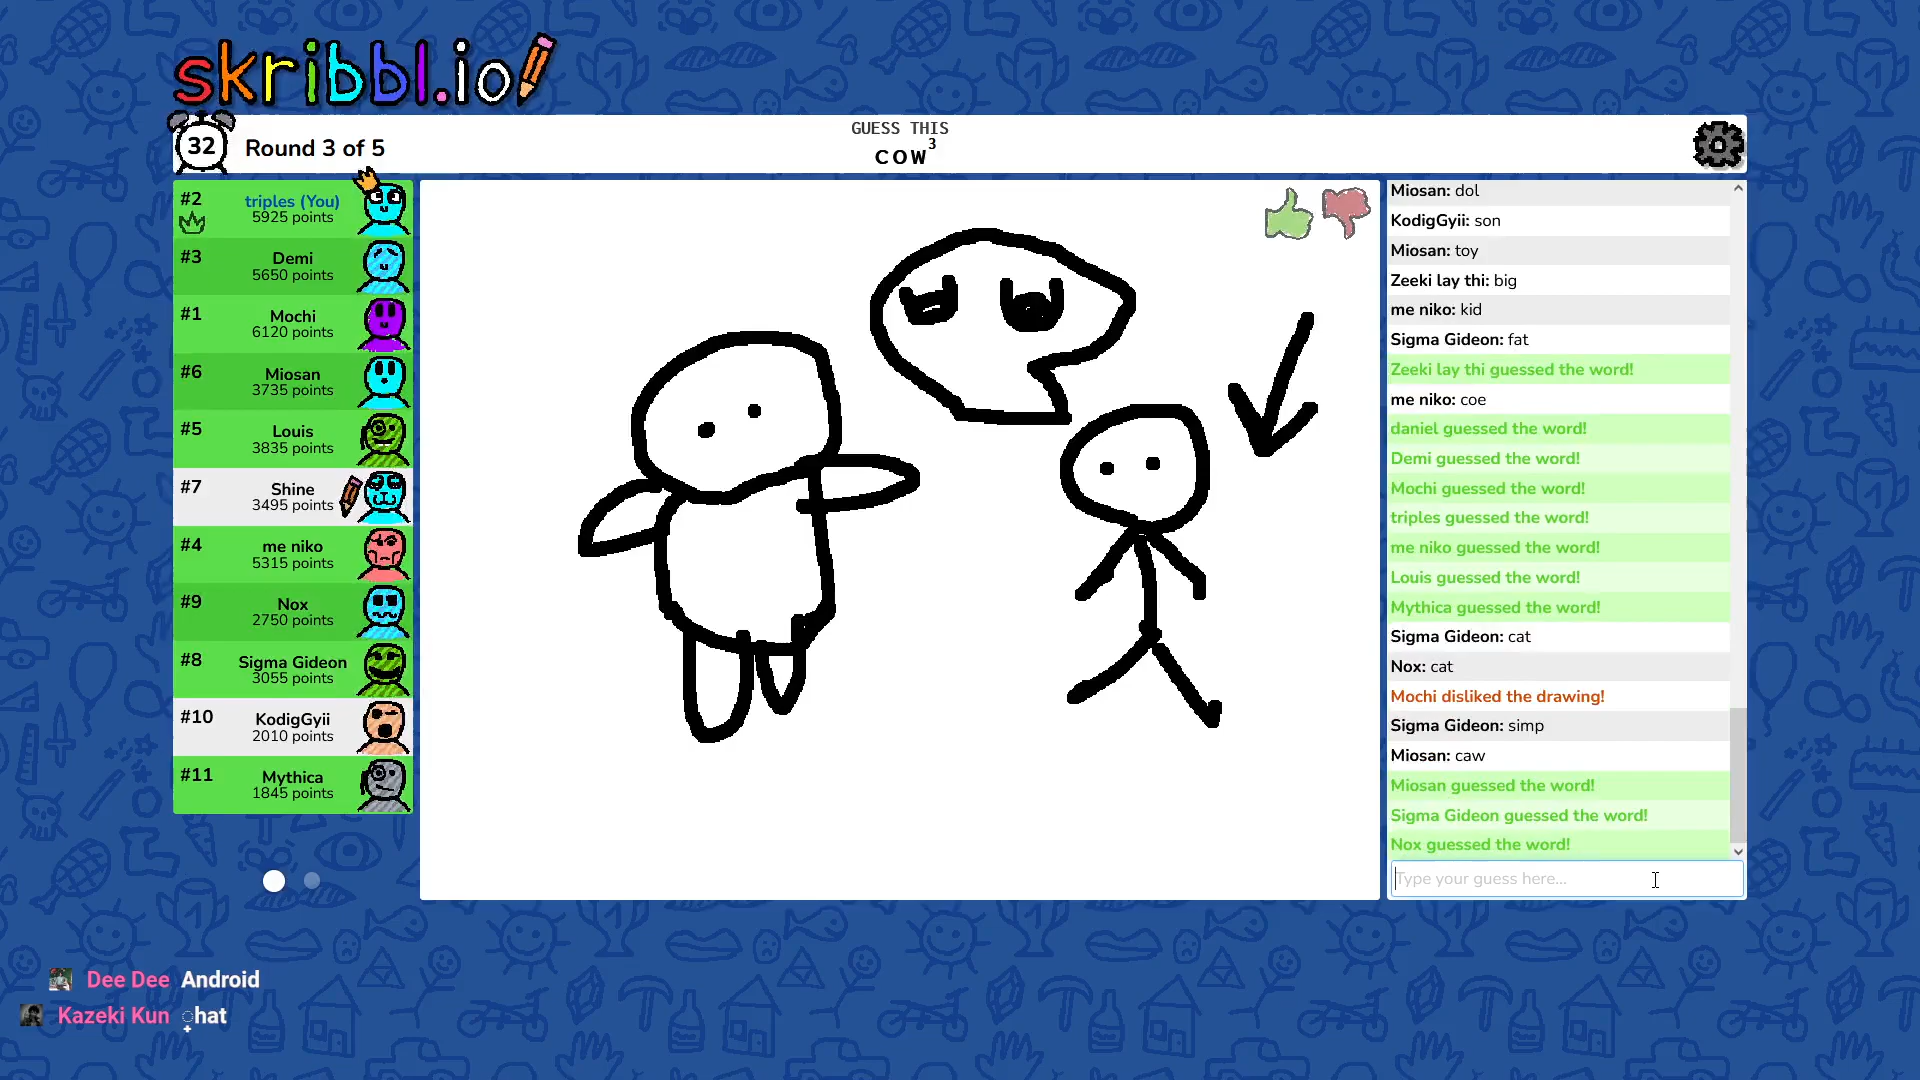 skribbl.io
32
Round 3 of 5
GUESS THIS
COW 3
#2 triples (You)
5925 points
#3 Demi
5650 points
#1 Mochi
6120 points
#6 Miosan
3735 points
#5 Louis
3835 points
#7 Shine
3495 points
#4 me niko
5315 points
#9 Nox
2750 points
#8 Sigma Gideon
3055 points
#10 KodigGyii
2010 points
#11 Mythica
1845 points
Miosan: dol
KodigGyii: son
Miosan: toy
Zeeki lay thi: big
me niko: kid
Sigma Gideon: fat
Zeeki lay thi guessed the word!
me niko: coe
daniel guessed the word!
Demi guessed the word!
Mochi guessed the word!
triples guessed the word!
me niko guessed the word!
Louis guessed the word!
Mythica guessed the word!
Sigma Gideon: cat
Nox: cat
Mochi disliked the drawing!
Sigma Gideon: simp
Miosan: caw
Miosan guessed the word!
Sigma Gideon guessed the word!
Nox guessed the word!
Type your guess here...
Dee Dee Android
Kazeki Kun hat